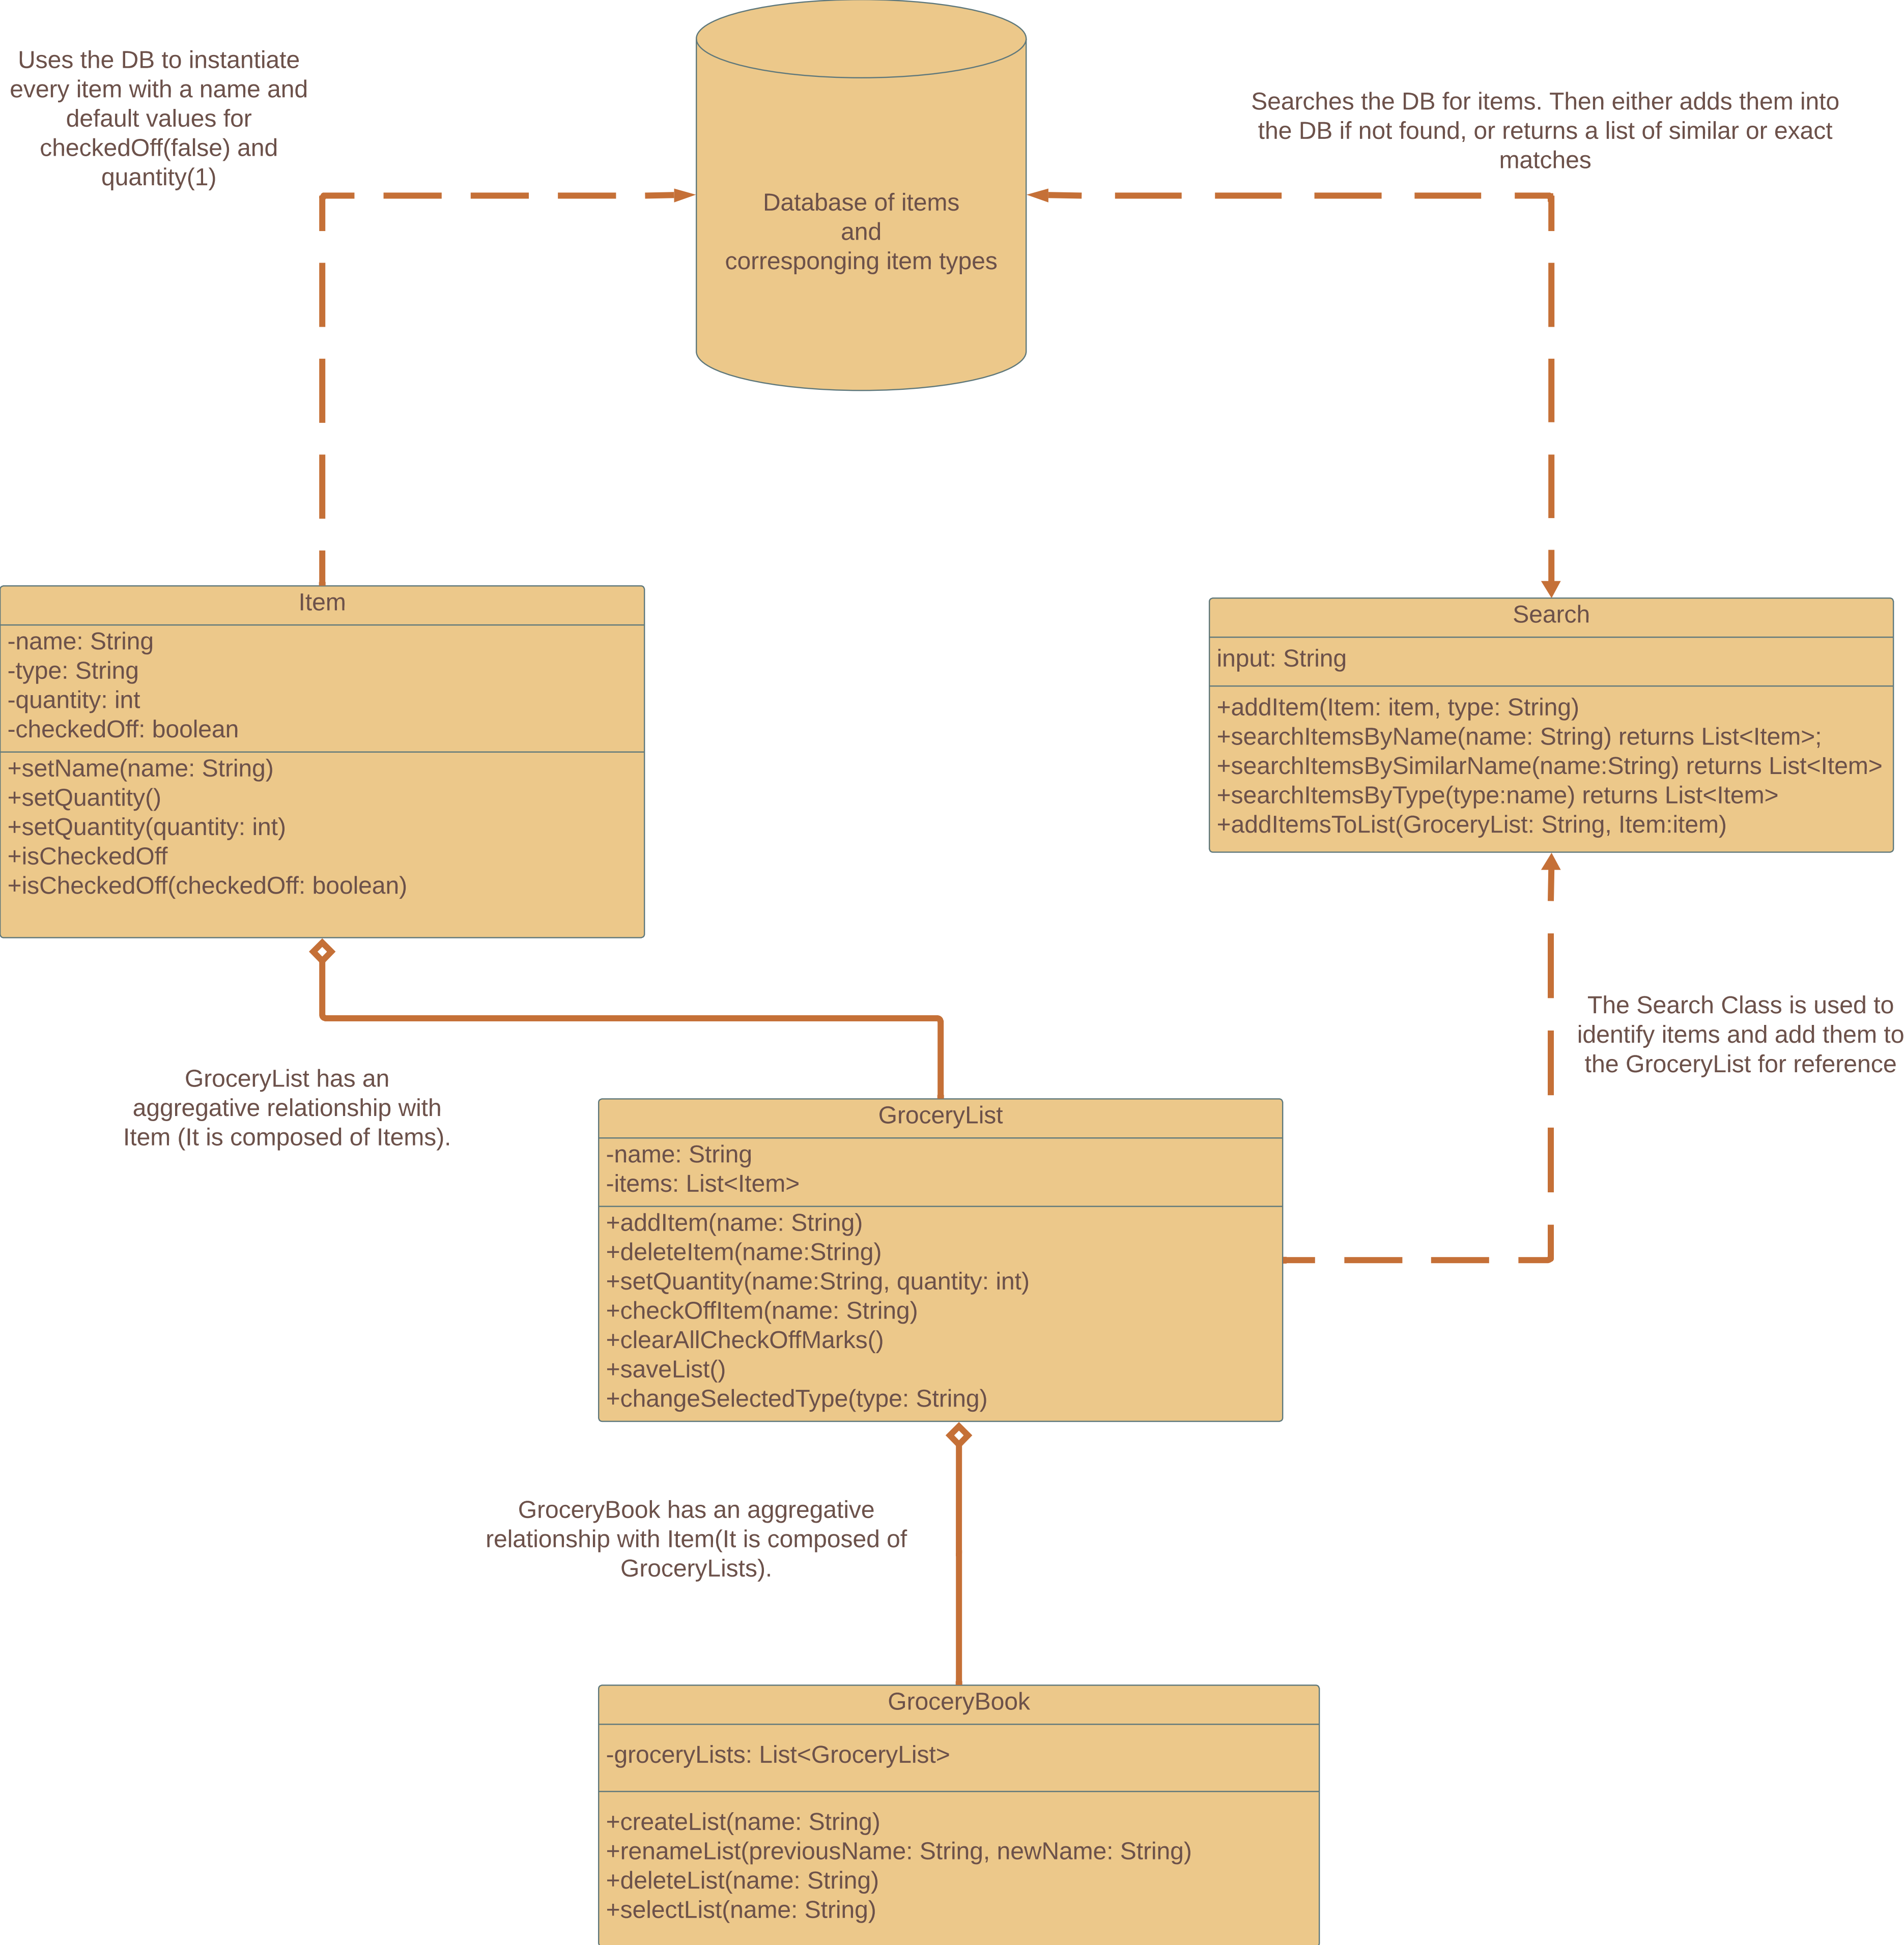 Uses the DB to instantiate
every item with a name and
default values for
checkedOff(false) and
quantity(1)
Database of items
and
corresponging item types
Searches the DB for items. Then either adds them into
the DB if not found, or returns a list of similar or exact
matches
Item
-name: String
-type: String
-quantity: int
-checkedOff: boolean
+setName(name: String)
+setQuantity()
+setQuantity(quantity: int)
+isCheckedOff
+isCheckedOff(checkedOff: boolean)
Search
input: String
+addItem(Item: item, type: String)
+searchItemsByName(name: String) returns List<Item>;
+searchItemsBySimilarName(name:String) returns List<Item>
+searchItemsByType(type:name) returns List<Item>
+addItemsToList(GroceryList: String, Item:item)
The Search Class is used to
identify items and add them to
the GroceryList for reference
GroceryList has an
aggregative relationship with
Item (It is composed of Items).
GroceryList
-name: String
-items: List<Item>
+addItem(name: String)
+deleteItem(name:String)
+setQuantity(name:String, quantity: int)
+checkOffItem(name: String)
+clearAllCheckOffMarks()
+saveList()
+changeSelectedType(type: String)
GroceryBook has an aggregative
relationship with Item(It is composed of
GroceryLists).
GroceryBook
-groceryLists: List<GroceryList>
+createList(name: String)
+renameList(previousName: String, newName: String)
+deleteList(name: String)
+selectList(name: String)